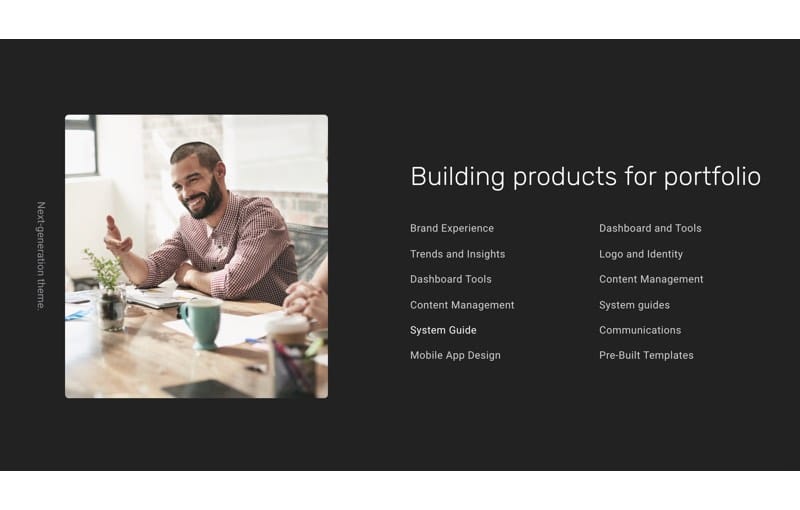 Next-generation theme.
Building products for portfolio
Brand Experience
Trends and Insights
Dashboard Tools
Content Management
System Guide
Mobile App Design
Dashboard and Tools
Logo and Identity
Content Management
System guides
Communications
Pre-Built Templates